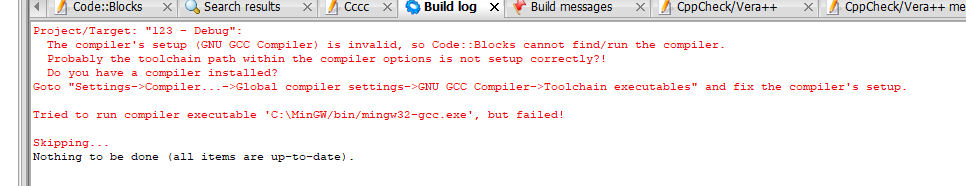 Code::Blocks Search results Cccc Build log Build messages CppCheck/Vera++ CppCheck/Vera++ me
Project/Target: "123 - Debug":
The compiler's setup (GNU GCC Compiler) is invalid, so Code::Blocks cannot find/run the compiler.
Probably the toolchain path within the compiler options is not setup correctly?!
Do you have a compiler installed?
Goto "Settings->Compiler...->Global compiler settings->GNU GCC Compiler->Toolchain executables" and fix the compiler's setup.
Tried to run compiler executable 'C:\MinGW/bin/mingw32-gcc.exe', but failed!
Skipping...
Nothing to be done (all items are up-to-date).